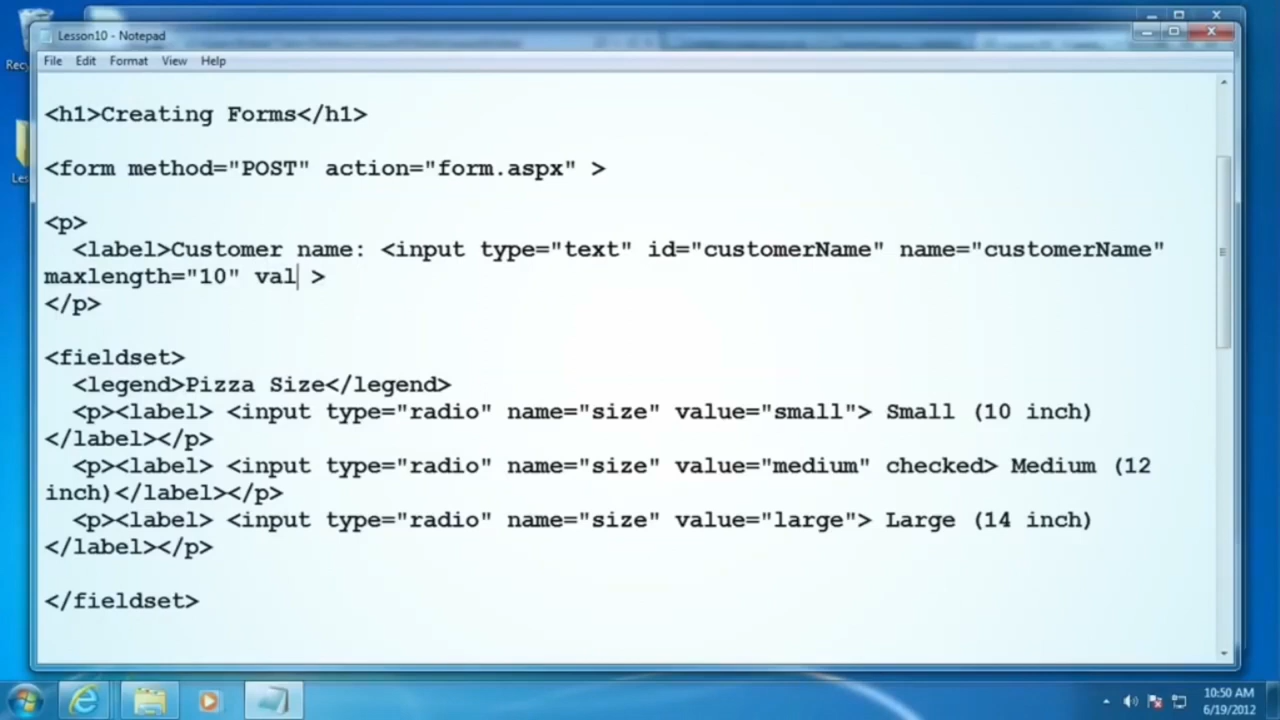 Lesson10 - Notepad
File Edit Format View Help
<h1>Creating Forms</h1>
<form method="POST" action="form.aspx" >
<p>
<label>Customer name: <input type="text" id="customerName" name="customerName"
maxlength="10" val >
</p>
<fieldset>
<legend>Pizza Size</legend>
<p><label> <input type="radio" name="size" value="small"> Small (10 inch)
</label></p>
<p><label> <input type="radio" name="size" value="medium" checked> Medium (12
inch)</label></p>
<p><label> <input type="radio" name="size" value="large"> Large (14 inch)
</label></p>
</fieldset>
10:50 AM
6/19/2012